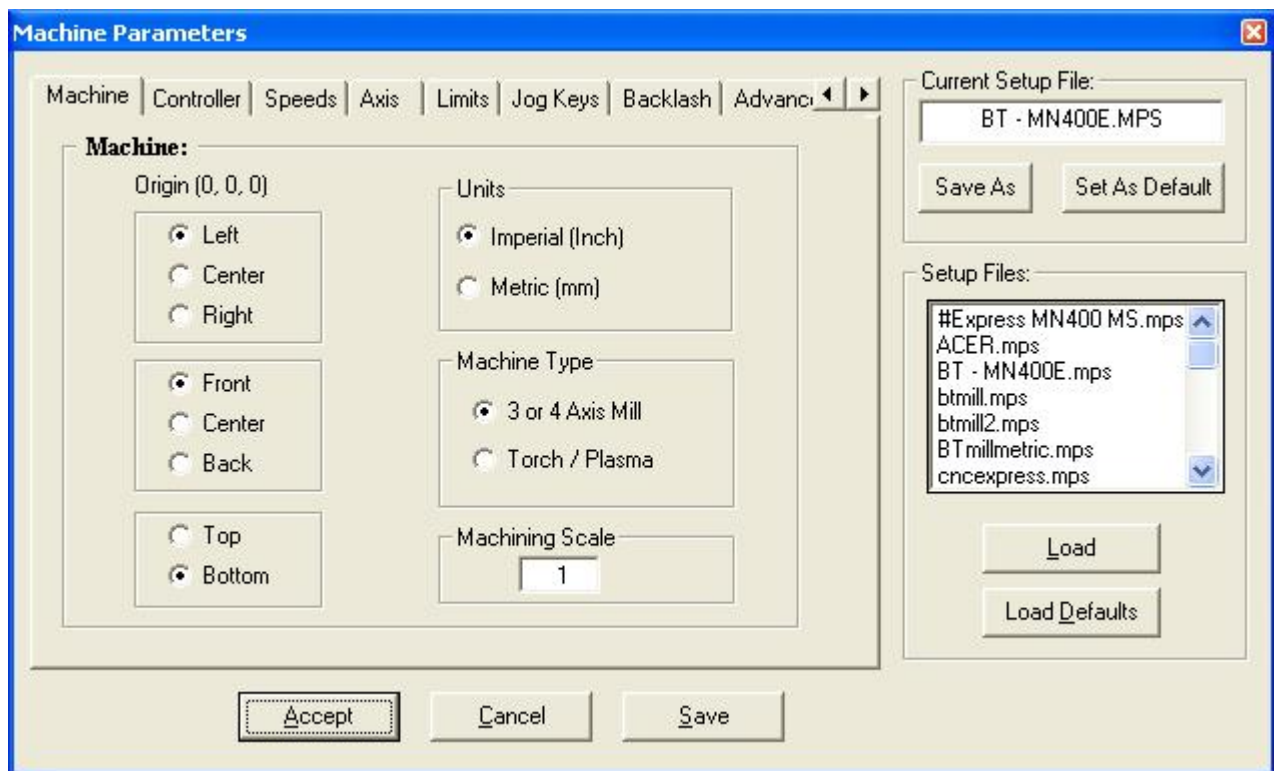 Machine Parameters
Machine Controller Speeds Axis Limits Jog Keys Backlash Advanc
Machine:
Origin (0, 0, 0)
Left
Center
Right
Front
Center
Back
Top
Bottom
Units
Imperial (Inch)
Metric (mm)
Machine Type
3 or 4 Axis Mill
Torch / Plasma
Machining Scale
1
Current Setup File:
BT - MN400E.MPS
Save As Set As Default
Setup Files:
#Express MN400 MS.mps
ACER.mps
BT - MN400E.mps
btmill.mps
btmill2.mps
BTmillmetric.mps
cncexpress.mps
Load
Load Defaults
Accept Cancel Save